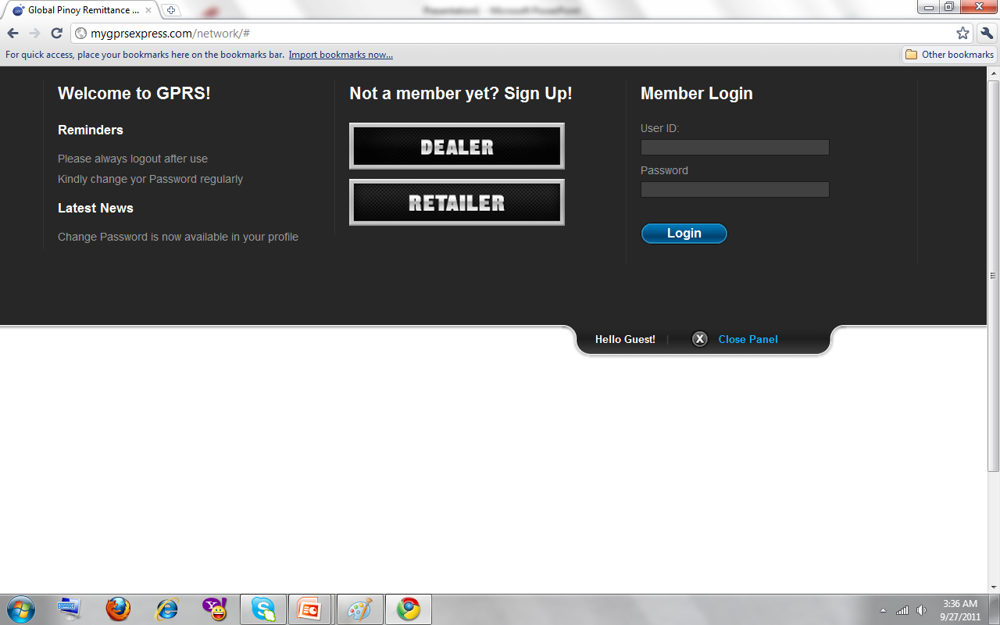 Global Pinoy Remittance ...
Presentation1 - Microsoft PowerPoint
mygprsexpress.com/network/#
For quick access, place your bookmarks here on the bookmarks bar. Import bookmarks now...
Other bookmarks
Welcome to GPRS!
Reminders
Please always logout after use
Kindly change yor Password regularly
Latest News
Change Password is now available in your profile
Not a member yet? Sign Up!
DEALER
RETAILER
Member Login
User ID:
Password
Login
Hello Guest!
X Close Panel
3:36 AM
9/27/2011